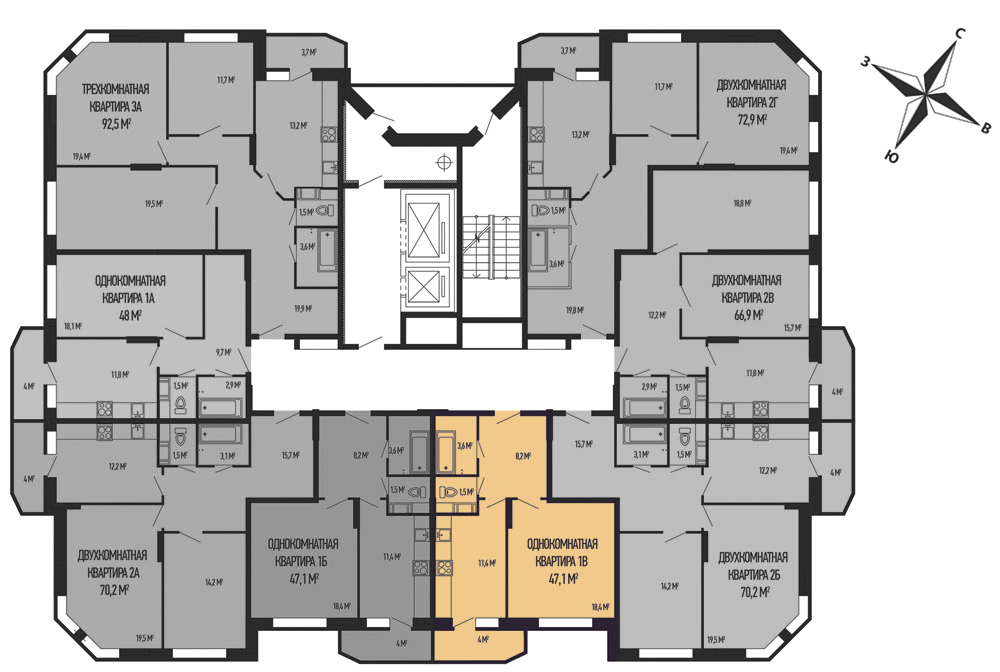 3,7 М²
3,7 М²
С
З
В
Ю
ТРЕХКОМНАТНАЯ
КВАРТИРА 3А
92,5 М²
19,4 М²
11,7 М²
13,2 М²
13,2 М²
11,7 М²
ДВУХКОМНАТНАЯ
КВАРТИРА 2Г
72,9 М²
19,4 М²
19,5 М²
1,5 М²
3,6 М²
19,9 М²
1,5 М²
3,6 М²
19,8 М²
18,8 М²
ОДНОКОМНАТНАЯ
КВАРТИРА 1А
48 М²
18,1 М²
9,7 М²
12,2 М²
ДВУХКОМНАТНАЯ
КВАРТИРА 2В
66,9 М²
15,7 М²
4 М²
11,8 М²
1,5 М²
2,9 М²
2,9 М²
1,5 М²
11,8 М²
4 М²
4 М²
12,2 М²
1,5 М²
3,1 М²
15,7 М²
8,2 М²
3,6 М²
1,5 М²
3,6 М²
1,5 М²
8,2 М²
15,7 М²
3,1 М²
1,5 М²
12,2 М²
4 М²
ДВУХКОМНАТНАЯ
КВАРТИРА 2А
70,2 М²
19,5 М²
14,2 М²
ОДНОКОМНАТНАЯ
КВАРТИРА 1Б
47,1 М²
18,4 М²
11,4 М²
4 М²
11,4 М²
4 М²
ОДНОКОМНАТНАЯ
КВАРТИРА 1В
47,1 М²
18,4 М²
14,2 М²
ДВУХКОМНАТНАЯ
КВАРТИРА 2Б
70,2 М²
19,5 М²